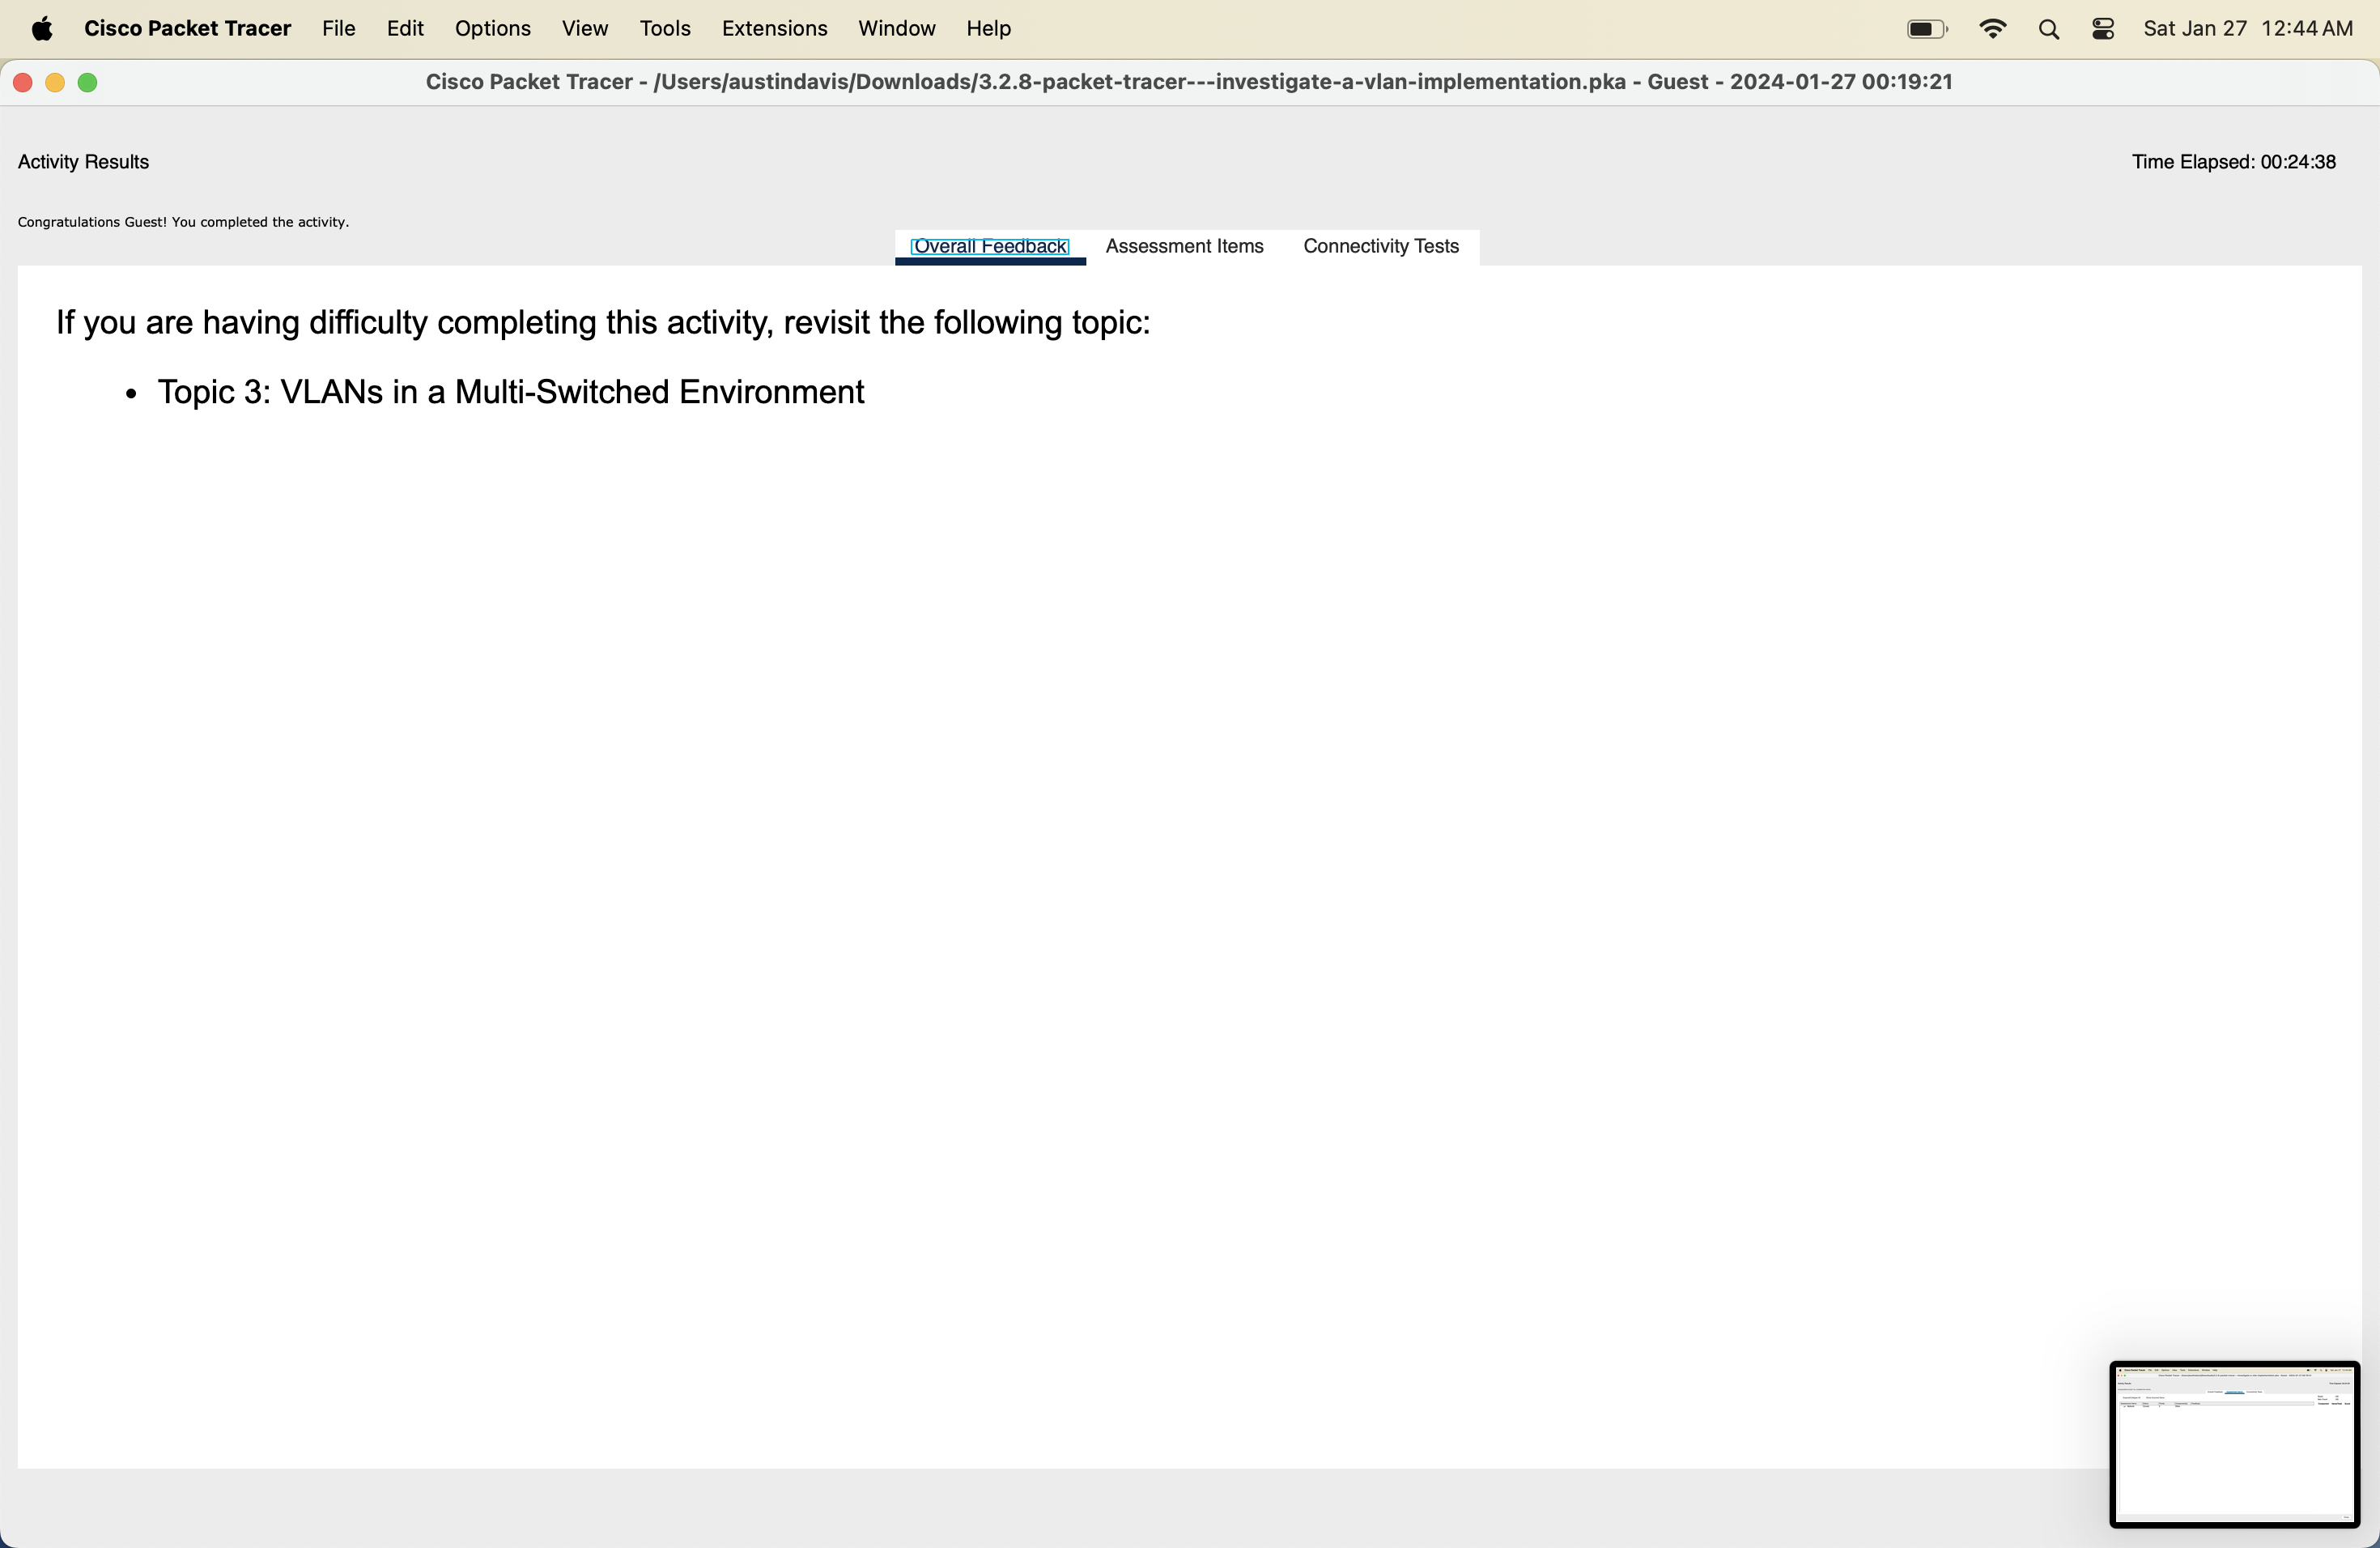 Cisco Packet Tracer File Edit Options View Tools Extensions Window Help Sat Jan 27 12:44 AM
Cisco Packet Tracer - /Users/austindavis/Downloads/3.2.8-packet-tracer---investigate-a-vlan-implementation.pka - Guest - 2024-01-27 00:19:21
Activity Results Time Elapsed: 00:24:38
Congratulations Guest! You completed the activity.
Overall Feedback Assessment Items Connectivity Tests
If you are having difficulty completing this activity, revisit the following topic:
• Topic 3: VLANs in a Multi-Switched Environment